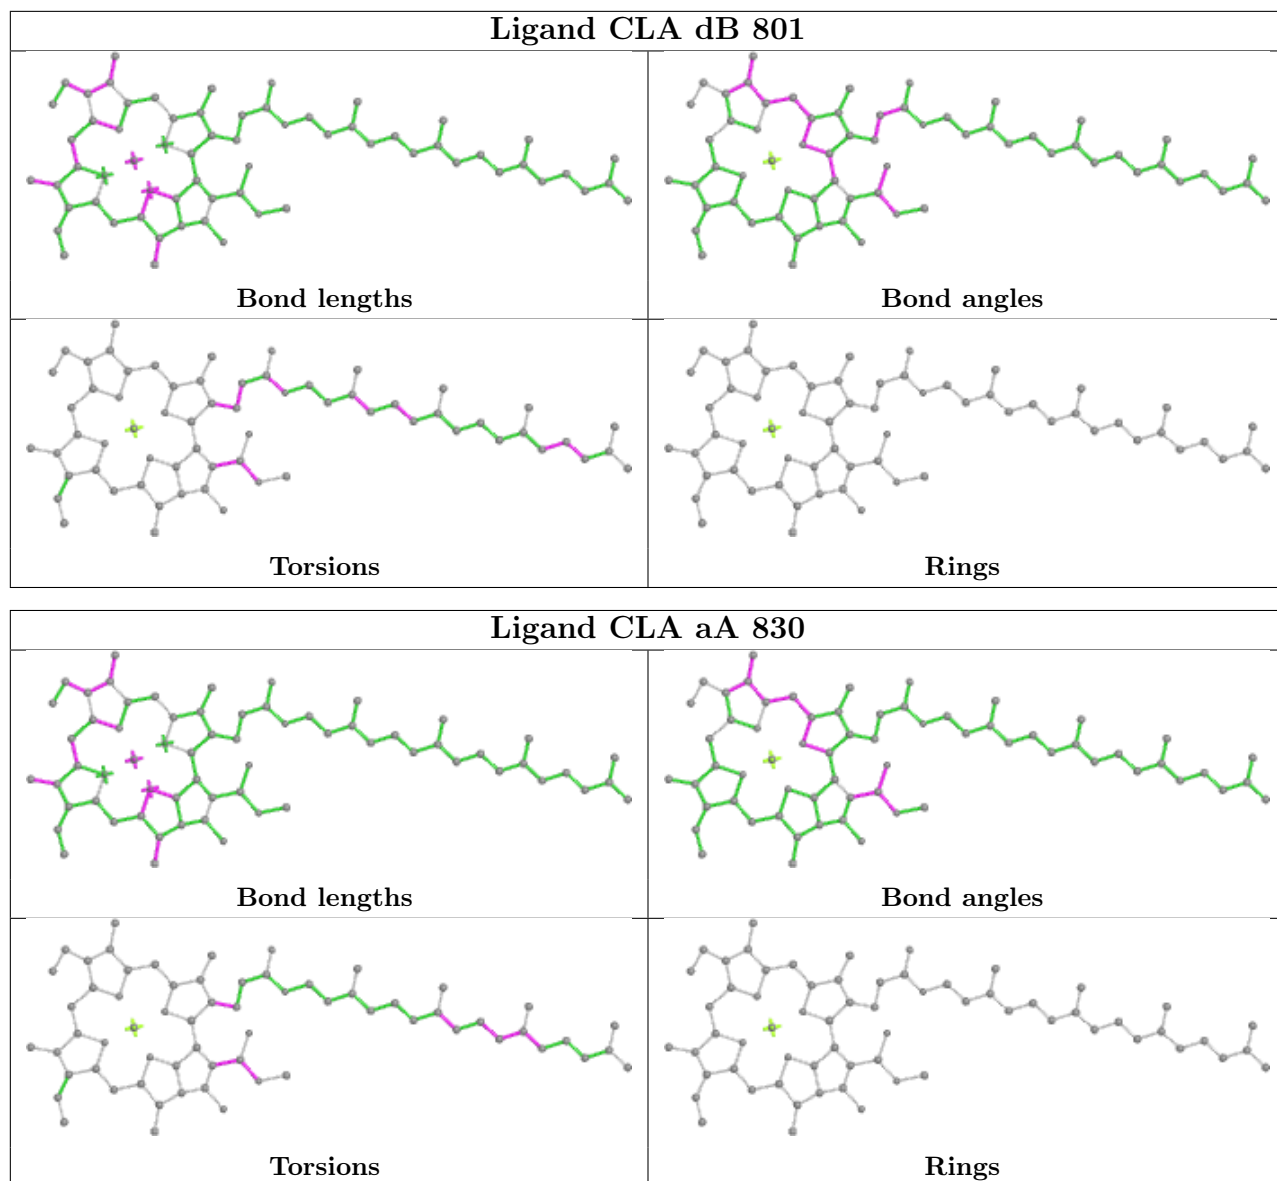 Ligand CLA dB 801
Bond lengths
Bond angles
Torsions
Rings
Ligand CLA aA 830
Bond lengths
Bond angles
Torsions
Rings